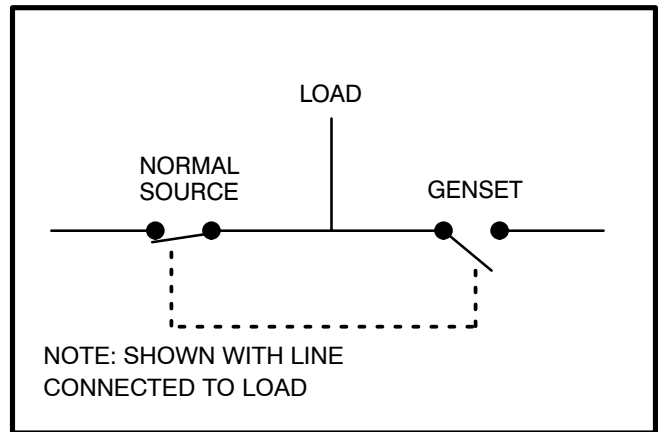 LOAD
NORMAL
SOURCE
GENSET
NOTE: SHOWN WITH LINE
CONNECTED TO LOAD